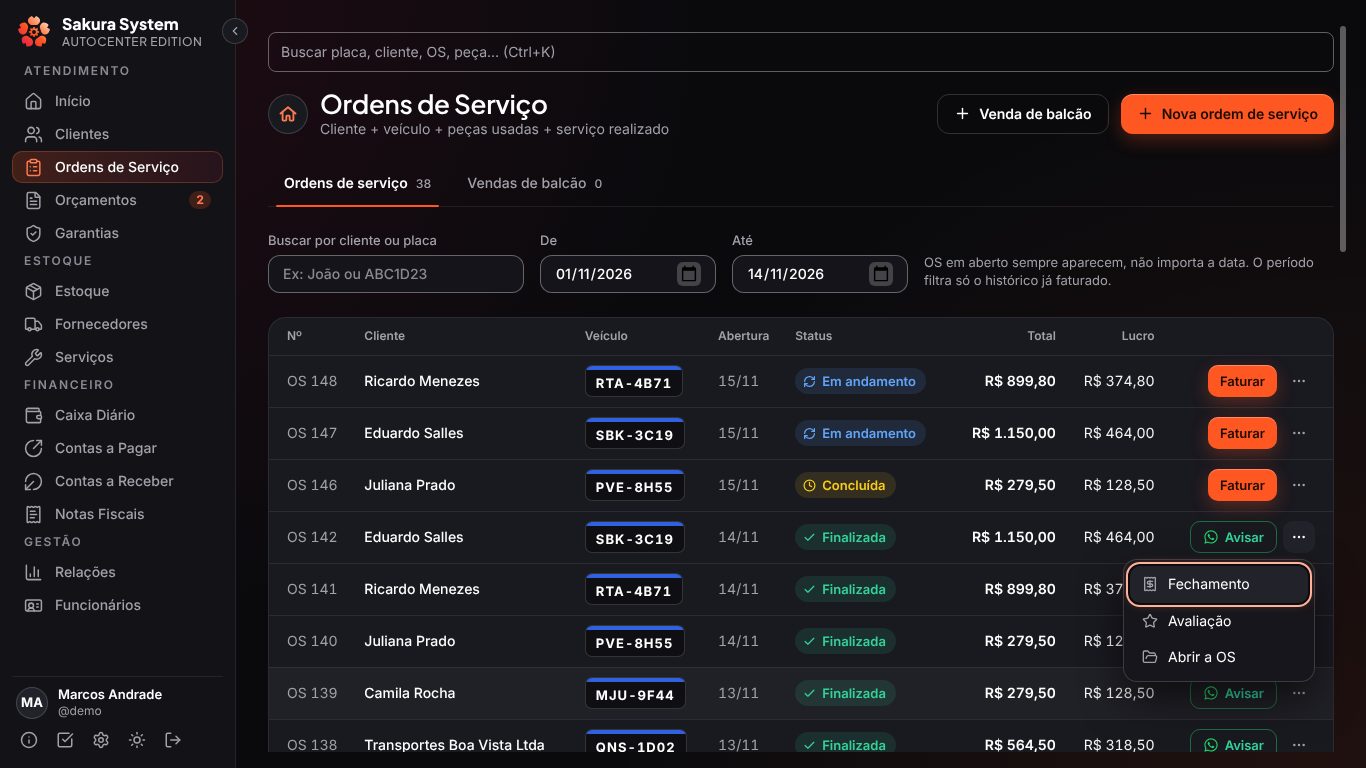 Sakura System
AUTOCENTER EDITION
ATENDIMENTO
Início
Clientes
Ordens de Serviço
Orçamentos 2
Garantias
ESTOQUE
Estoque
Fornecedores
Serviços
FINANCEIRO
Caixa Diário
Contas a Pagar
Contas a Receber
Notas Fiscais
GESTÃO
Relações
Funcionários
MA
Marcos Andrade
@demo
Buscar placa, cliente, OS, peça... (Ctrl+K)
Ordens de Serviço
Cliente + veículo + peças usadas + serviço realizado
+ Venda de balcão
+ Nova ordem de serviço
Ordens de serviço 38
Vendas de balcão 0
Buscar por cliente ou placa
Ex: João ou ABC1D23
De
01/11/2026
Até
14/11/2026
OS em aberto sempre aparecem, não importa a data. O período
filtra só o histórico já faturado.
Nº Cliente Veículo Abertura Status Total Lucro
OS 148 Ricardo Menezes RTA-4B71 15/11 Em andamento R$ 899,80 R$ 374,80 Faturar ...
OS 147 Eduardo Salles SBK-3C19 15/11 Em andamento R$ 1.150,00 R$ 464,00 Faturar ...
OS 146 Juliana Prado PVE-8H55 15/11 Concluída R$ 279,50 R$ 128,50 Faturar ...
OS 142 Eduardo Salles SBK-3C19 14/11 Finalizada R$ 1.150,00 R$ 464,00 Avisar ...
OS 141 Ricardo Menezes RTA-4B71 14/11 Finalizada R$ 899,80 R$ 37
OS 140 Juliana Prado PVE-8H55 14/11 Finalizada R$ 279,50 R$ 12
OS 139 Camila Rocha MJU-9F44 13/11 Finalizada R$ 279,50 R$ 128,50 Avisar ...
OS 138 Transportes Boa Vista Ltda QNS-1D02 13/11 Finalizada R$ 564,50 R$ 318,50 Avisar ...
Fechamento
Avaliação
Abrir a OS